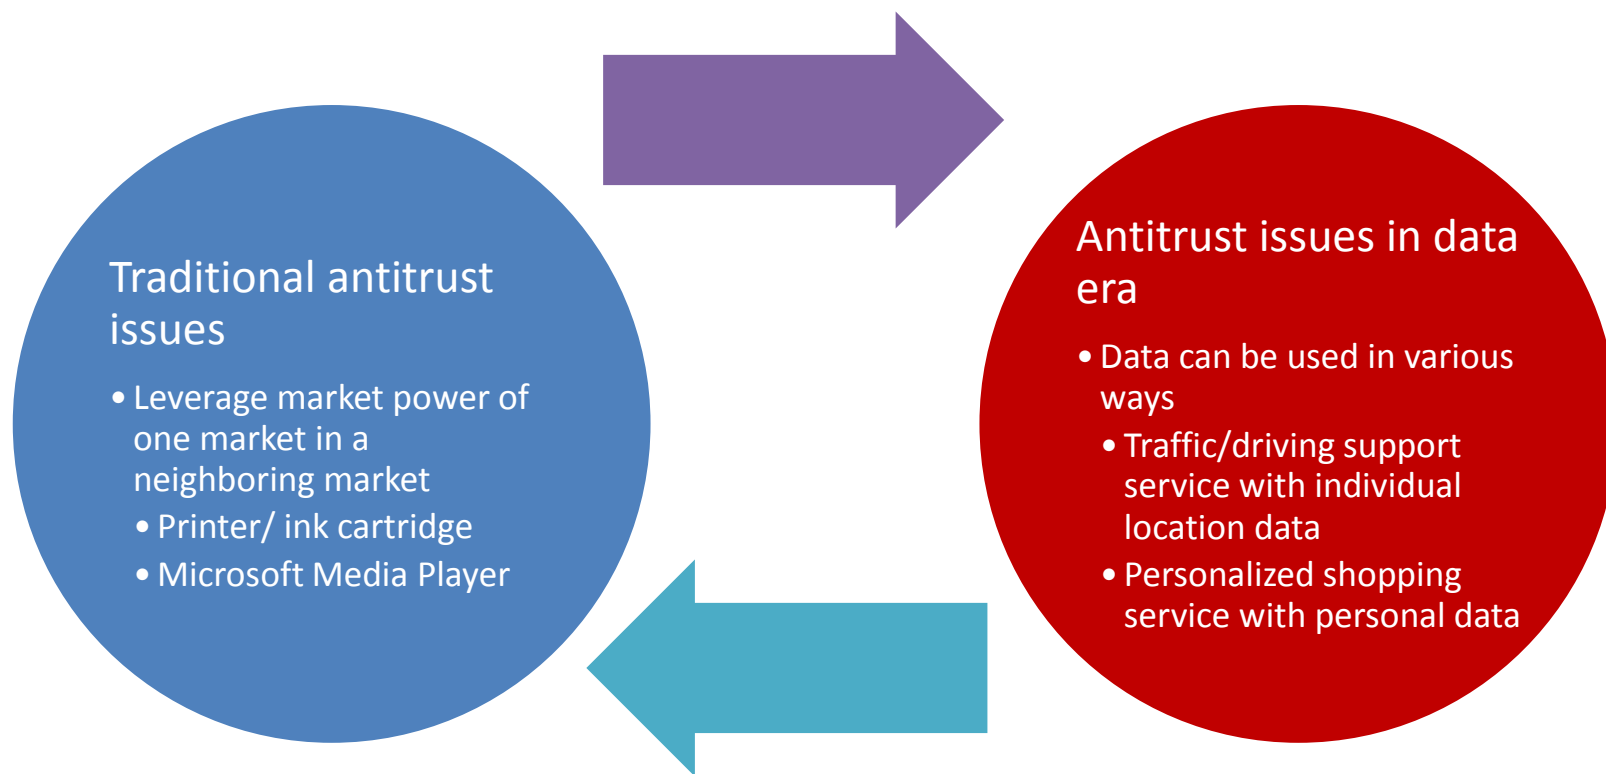 Traditional antitrust
issues
• Leverage market power of
one market in a
neighboring market
• Printer/ ink cartridge
• Microsoft Media Player
Antitrust issues in data
era
• Data can be used in various
ways
• Traffic/driving support
service with individual
location data
• Personalized shopping
service with personal data